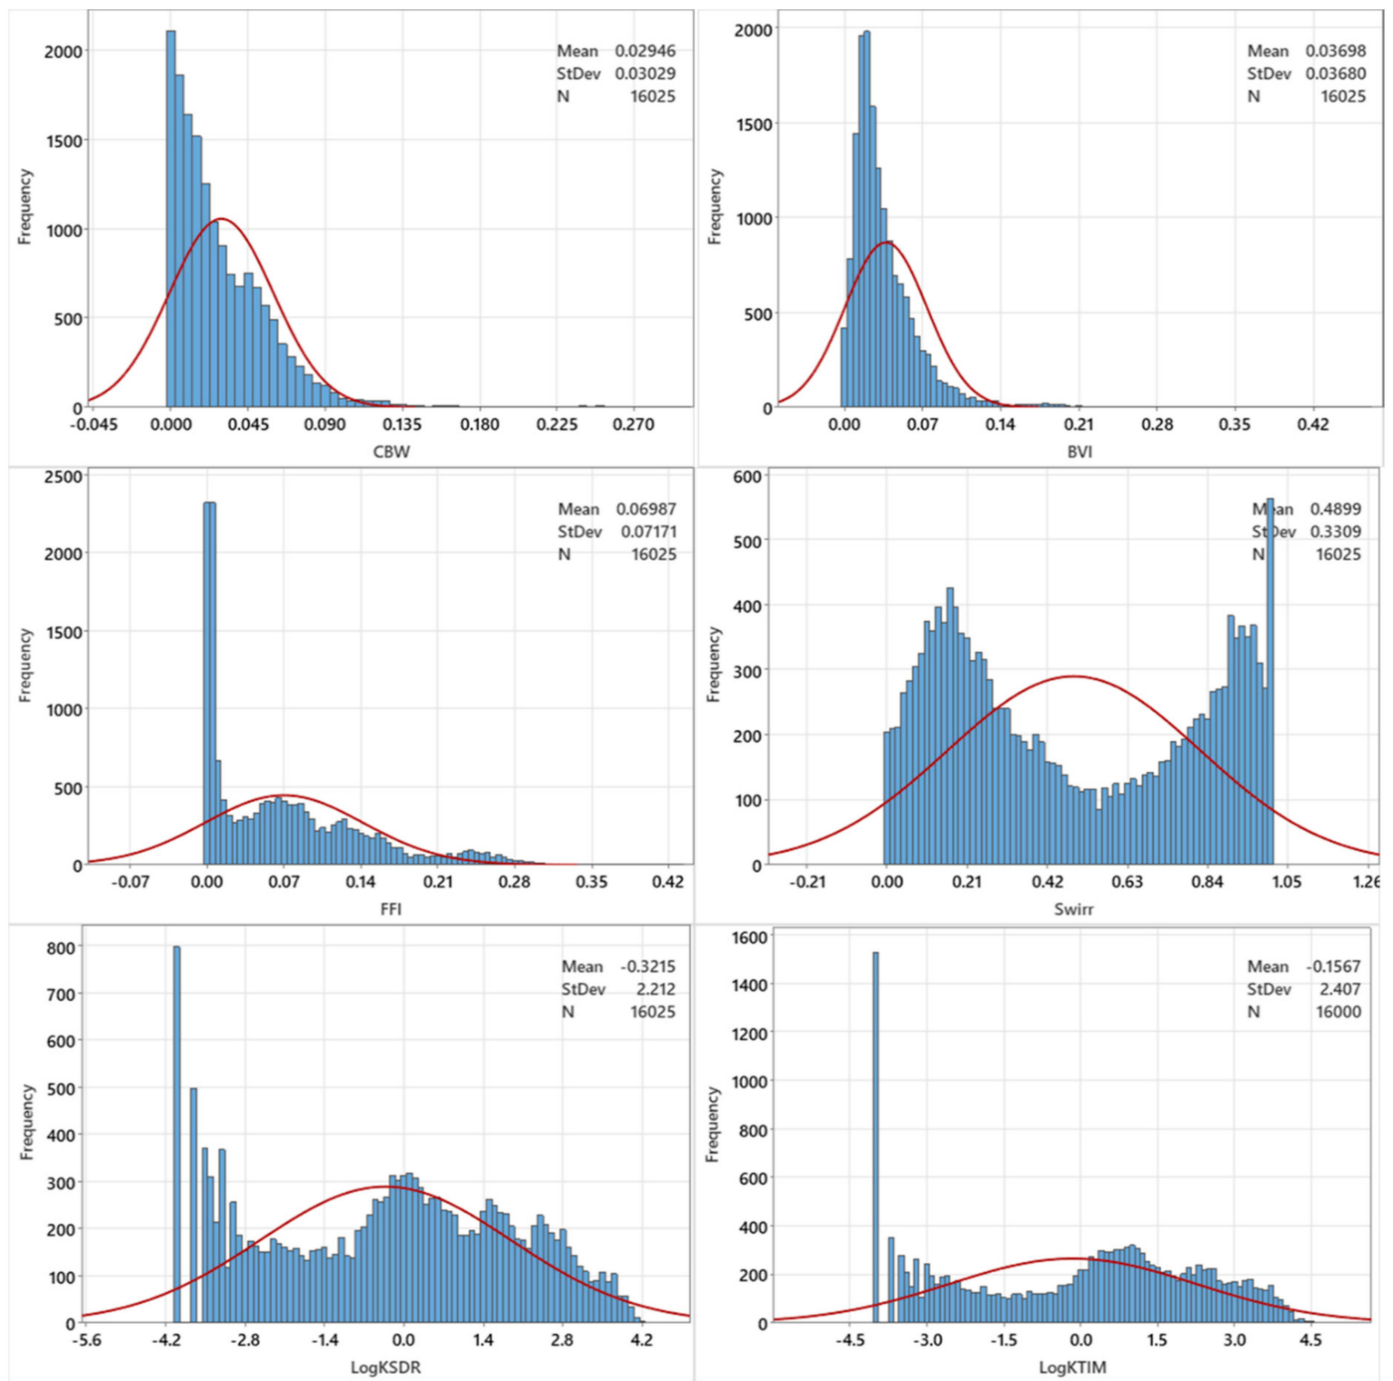 Mean 0.02946
StDev 0.03029
N 16025
2000
1500
1000
500
0
Frequency
-0.045 0.000 0.045 0.090 0.135 0.180 0.225 0.270
CBW
Mean 0.03698
StDev 0.03680
N 16025
2000
1500
1000
500
0
Frequency
0.00 0.07 0.14 0.21 0.28 0.35 0.42
BVI
Mean 0.06987
StDev 0.07171
N 16025
2500
2000
1500
1000
500
0
Frequency
-0.07 0.00 0.07 0.14 0.21 0.28 0.35 0.42
FFI
Mean 0.4899
StDev 0.3309
N 16025
600
500
400
300
200
100
0
Frequency
-0.21 0.00 0.21 0.42 0.63 0.84 1.05 1.26
Swirr
Mean -0.3215
StDev 2.212
N 16025
800
700
600
500
400
300
200
100
0
Frequency
-5.6 -4.2 -2.8 -1.4 0.0 1.4 2.8 4.2
LogKSDR
Mean -0.1567
StDev 2.407
N 16000
1600
1400
1200
1000
800
600
400
200
0
Frequency
-4.5 -3.0 -1.5 0.0 1.5 3.0 4.5
LogKTIM